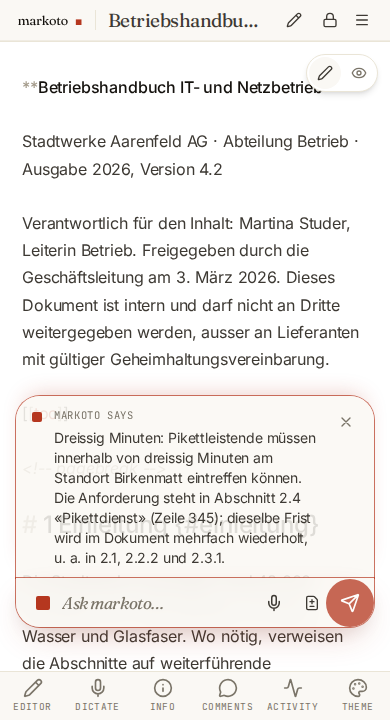 markoto
Betriebshandbu…
**Betriebshandbuch IT- und Netzbetrieb
Stadtwerke Aarenfeld AG · Abteilung Betrieb ·
Ausgabe 2026, Version 4.2
Verantwortlich für den Inhalt: Martina Studer,
Leiterin Betrieb. Freigegeben durch die
Geschäftsleitung am 3. März 2026. Dieses
Dokument ist intern und darf nicht an Dritte
weitergegeben werden, ausser an Lieferanten
mit gültiger Geheimhaltungsvereinbarung.
MARKOTO SAYS
Dreissig Minuten: Pikettleistende müssen
innerhalb von dreissig Minuten am
Standort Birkenmatt eintreffen können.
<!-- pagebreak -->
Die Anforderung steht in Abschnitt 2.4
«Pikettdienst» (Zeile 345); dieselbe Frist
# 1 Einleitung {#einleitung}
wird im Dokument mehrfach wiederholt,
u. a. in 2.1, 2.2.2 und 2.3.1.
Ask markoto…
Wasser und Glasfaser. Wo nötig, verweisen
die Abschnitte auf weiterführende
EDITOR
DICTATE
INFO
COMMENTS
ACTIVITY
THEME